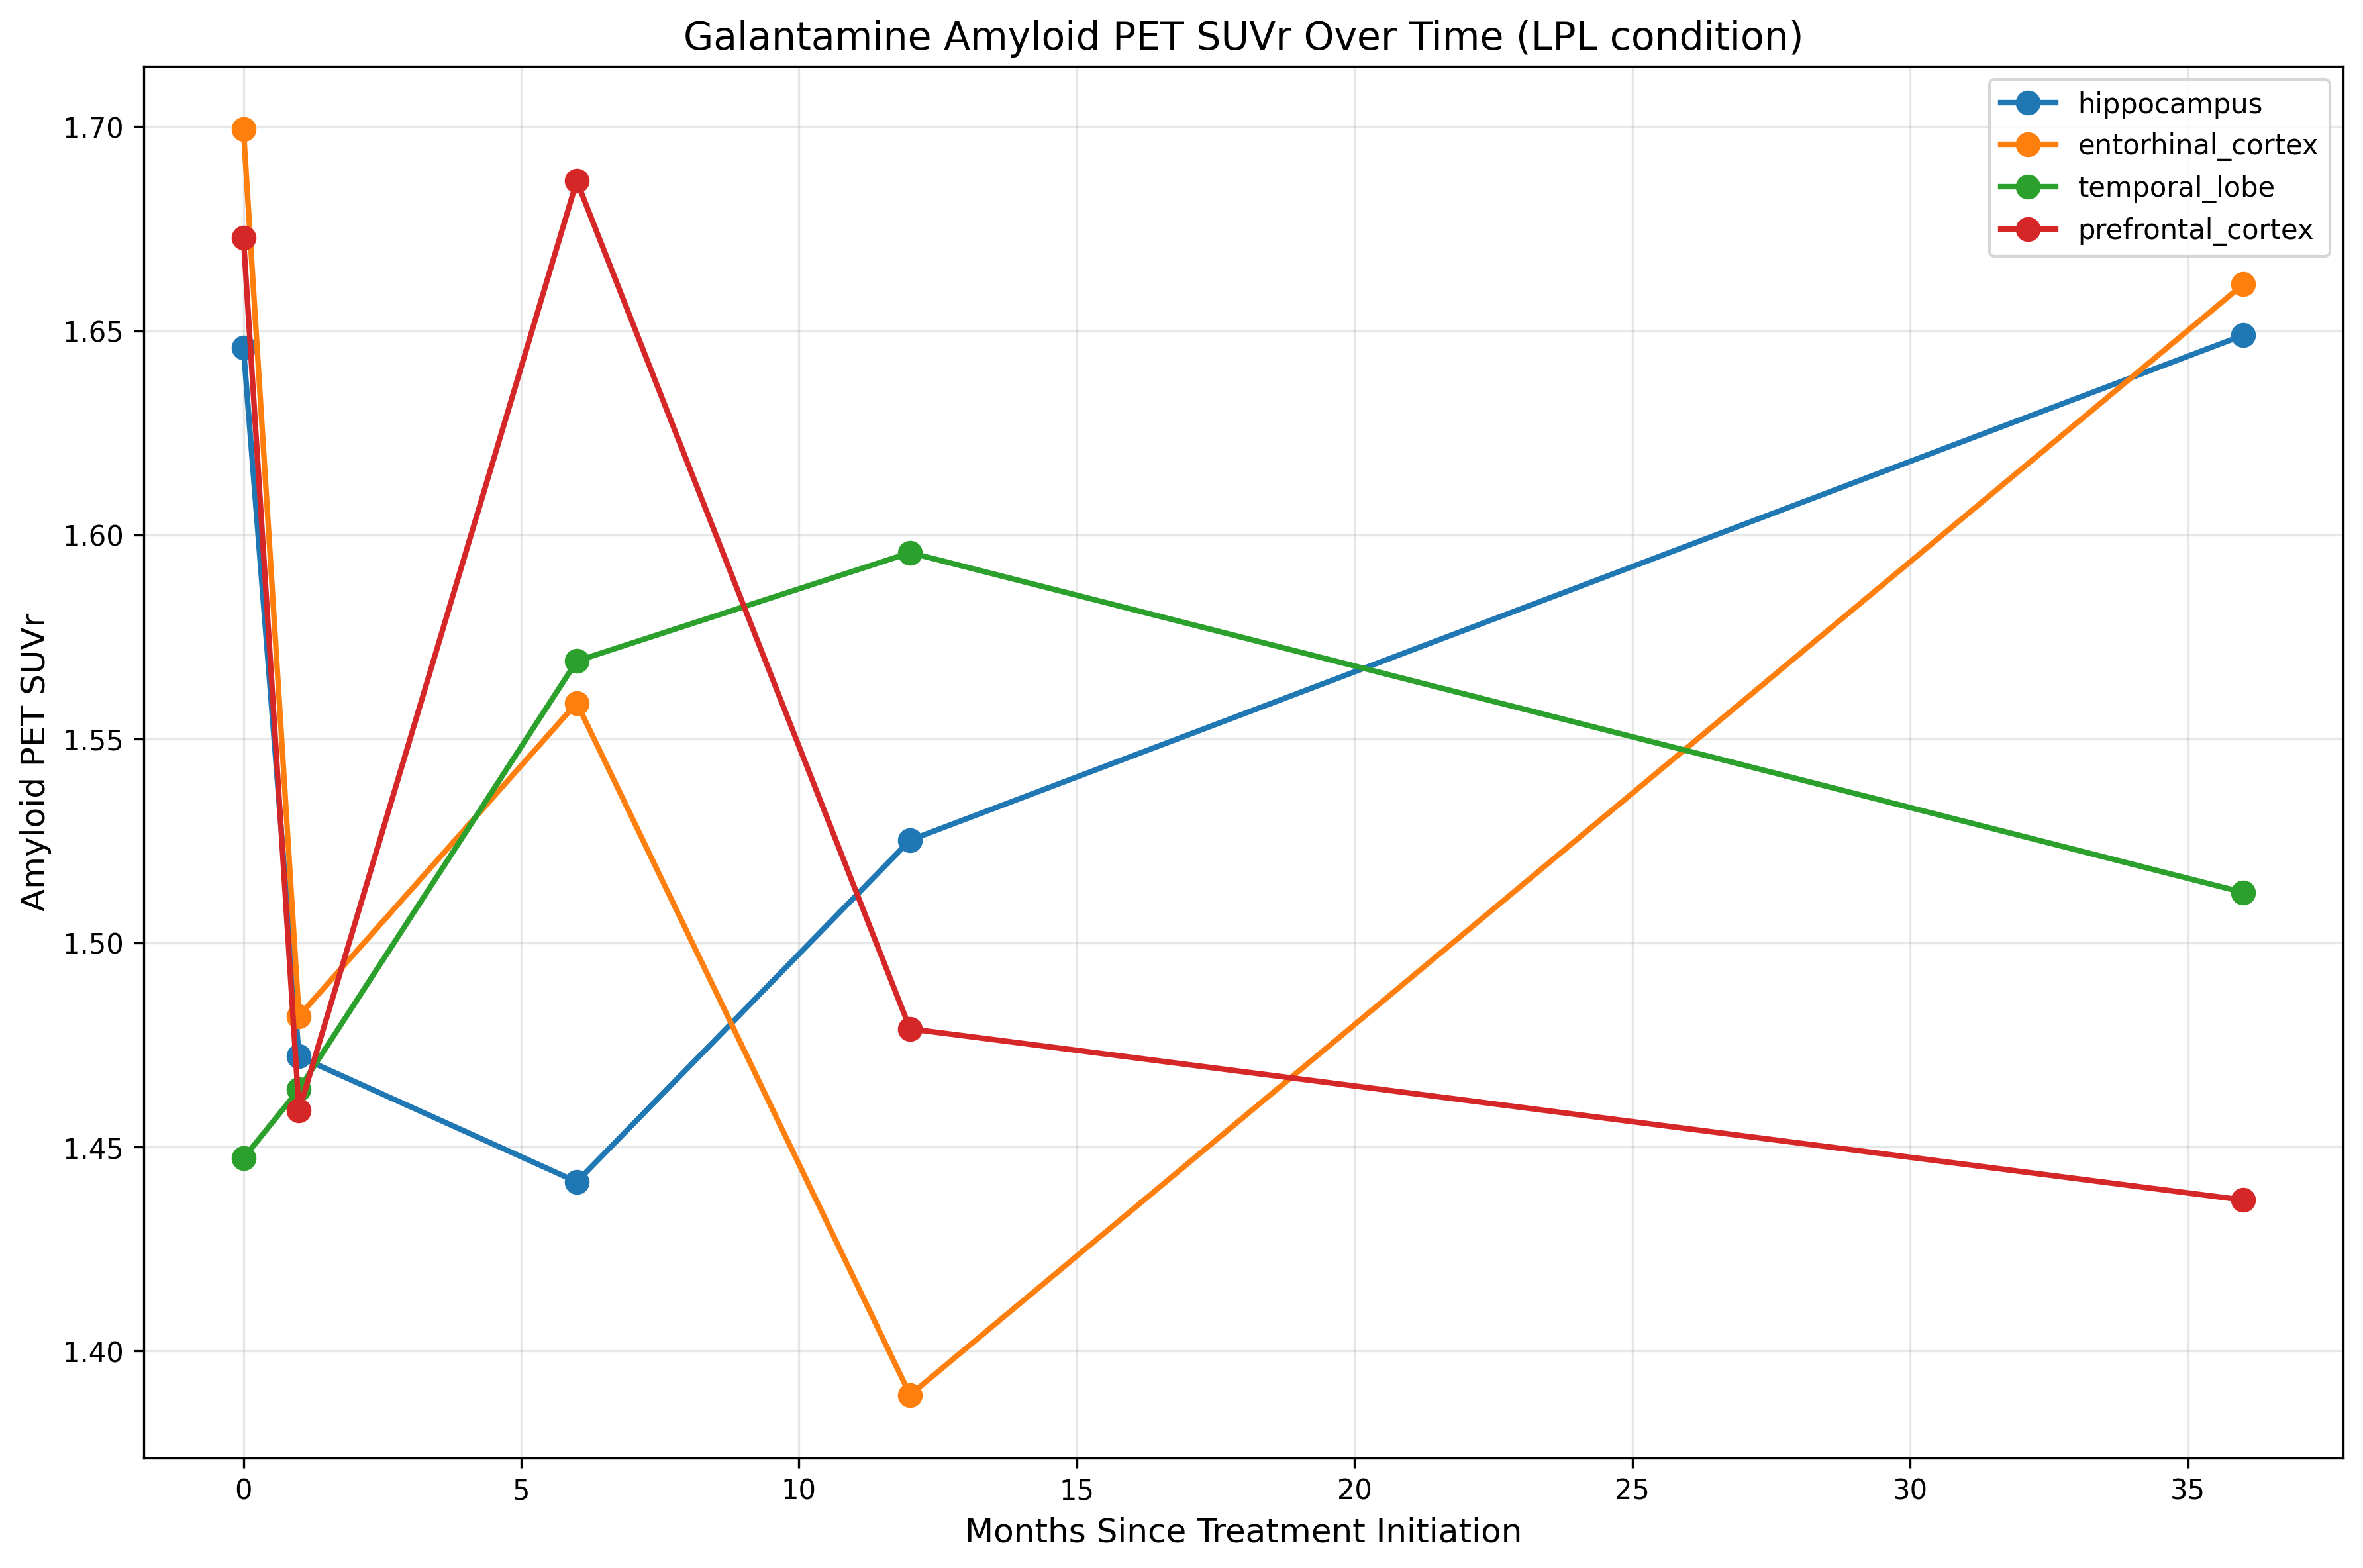 Galantamine Amyloid PET SUVr Over Time (LPL condition)
hippocampus
entorhinal_cortex
temporal_lobe
prefrontal_cortex
Amyloid PET SUVr
1.70
1.65
1.60
1.55
1.50
1.45
1.40
0 5 10 15 20 25 30 35
Months Since Treatment Initiation